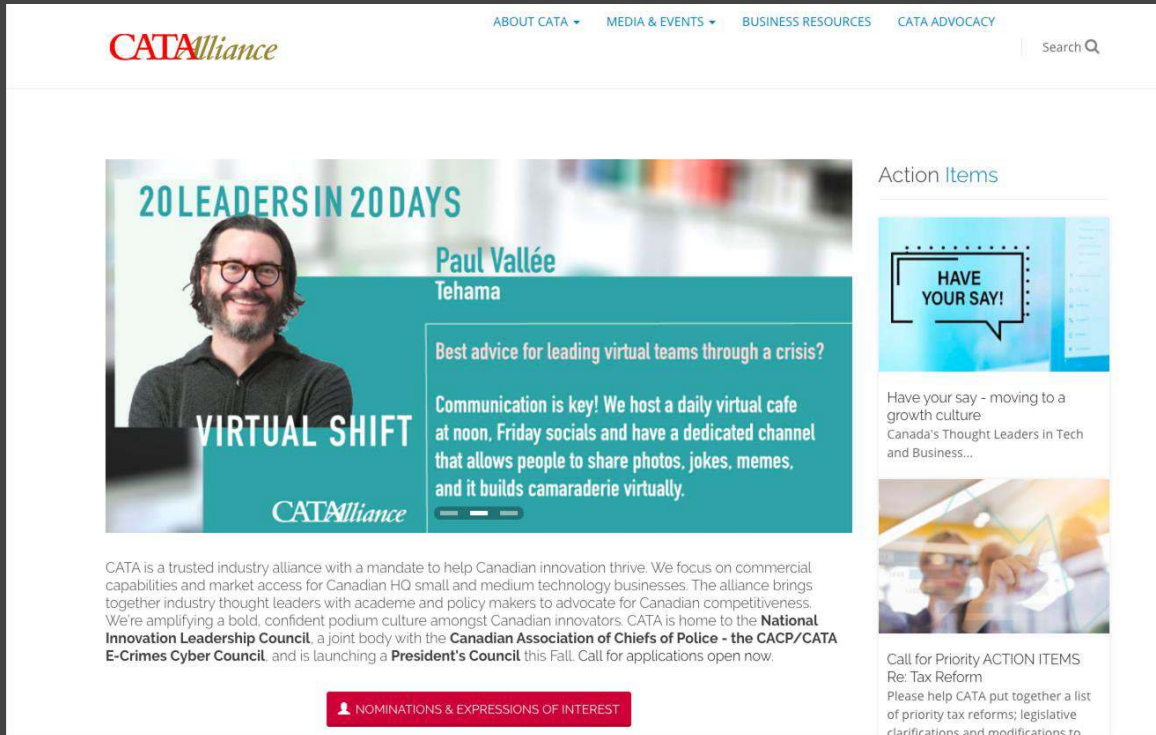 ABOUT CATA
MEDIA & EVENTS
BUSINESS RESOURCES
CATA ADVOCACY
CATAAlliance
Search
20 LEADERS IN 20 DAYS
Paul Vallée
Tehama
Best advice for leading virtual teams through a crisis?
Communication is key! We host a daily virtual cafe
at noon, Friday socials and have a dedicated channel
that allows people to share photos, jokes, memes,
and it builds camaraderie virtually.
VIRTUAL SHIFT
CATAAlliance
CATA is a trusted industry alliance with a mandate to help Canadian innovation thrive. We focus on commercial
capabilities and market access for Canadian HQ small and medium technology businesses. The alliance brings
together industry thought leaders with academe and policy makers to advocate for Canadian competitiveness.
We're amplifying a bold, confident podium culture amongst Canadian innovators. CATA is home to the National
Innovation Leadership Council, a joint body with the Canadian Association of Chiefs of Police - the CACP/CATA
E-Crimes Cyber Council, and is launching a President's Council this Fall. Call for applications open now.
NOMINATIONS & EXPRESSIONS OF INTEREST
Action Items
HAVE
YOUR SAY!
Have your say - moving to a
growth culture
Canada's Thought Leaders in Tech
and Business...
Call for Priority ACTION ITEMS
Re: Tax Reform
Please help CATA put together a list
of priority tax reforms; legislative
clarifications and modifications to